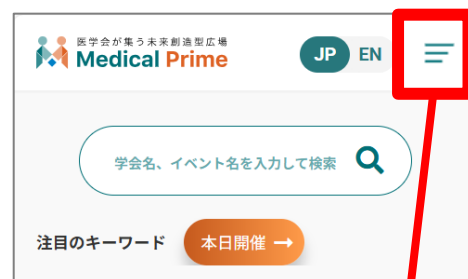 医学会が集う未来創造型広場
Medical Prime
JP EN
学会名、イベント名を入力して検索
注目のキーワード 本日開催 →